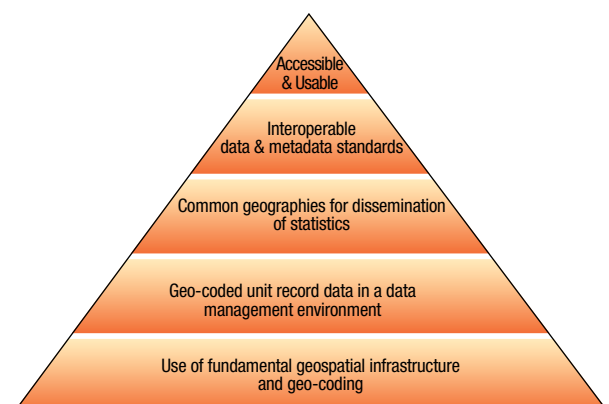 Accessible
& Usable
Interoperable
data & metadata standards
Common geographies for dissemination
of statistics
Geo-coded unit record data in a data
management environment
Use of fundamental geospatial infrastructure
and geo-coding